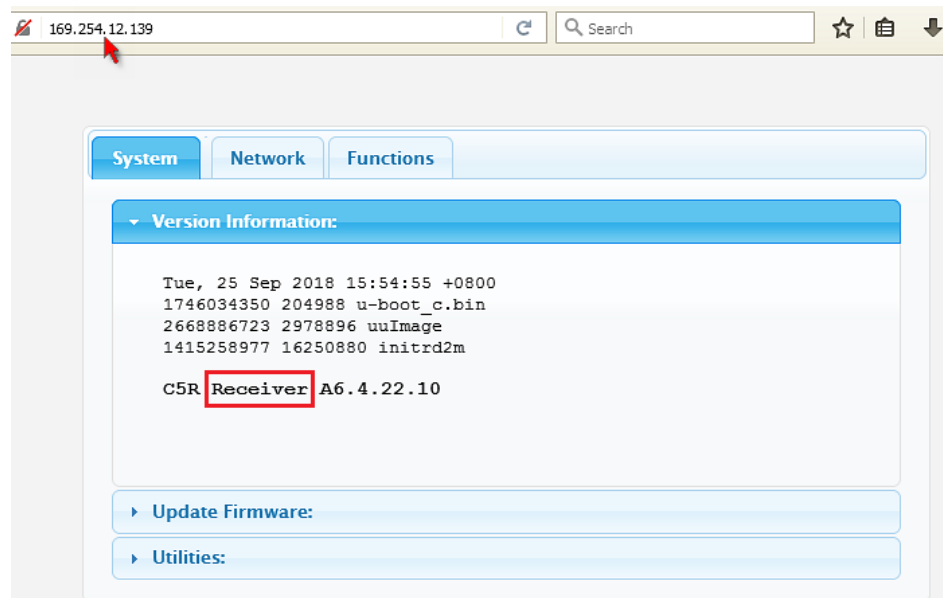 169.254.12.139 Search
System Network Functions
Version Information:
Tue, 25 Sep 2018 15:54:55 +0800
1746034350 204988 u-boot_c.bin
2668886723 2978896 uuImage
1415258977 16250880 initrd2m
C5R Receiver A6.4.22.10
Update Firmware:
Utilities: